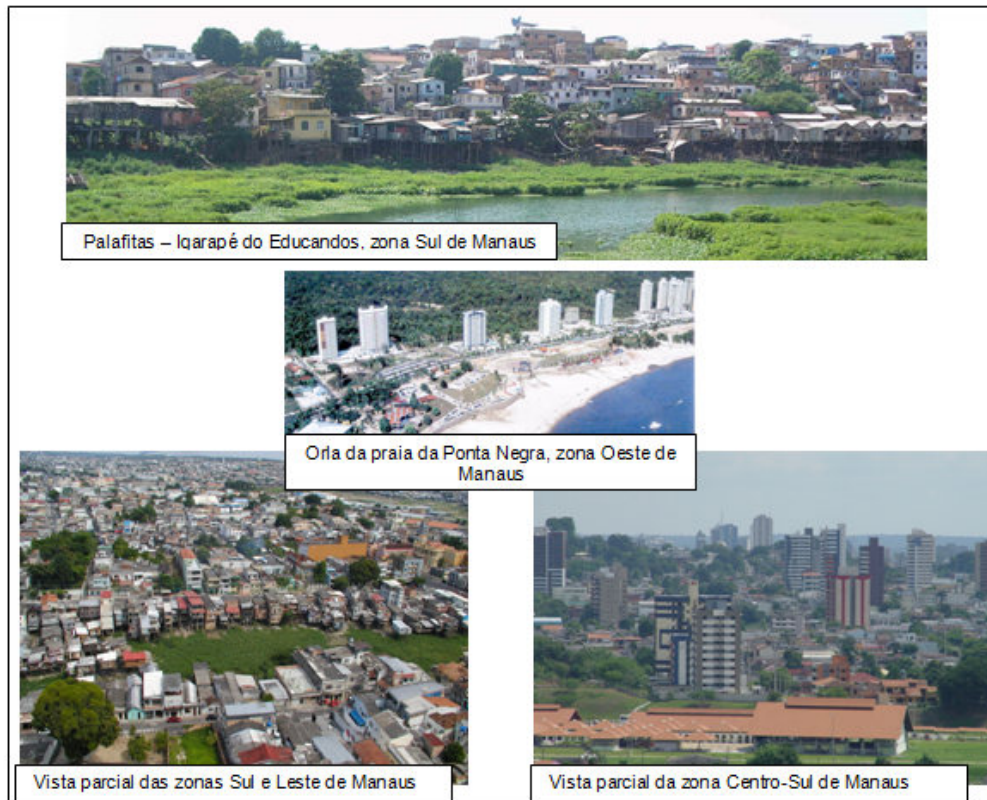 Palafitas – Igarapé do Educandos, zona Sul de Manaus
Orla da praia da Ponta Negra, zona Oeste de
Manaus
Vista parcial das zonas Sul e Leste de Manaus
Vista parcial da zona Centro-Sul de Manaus